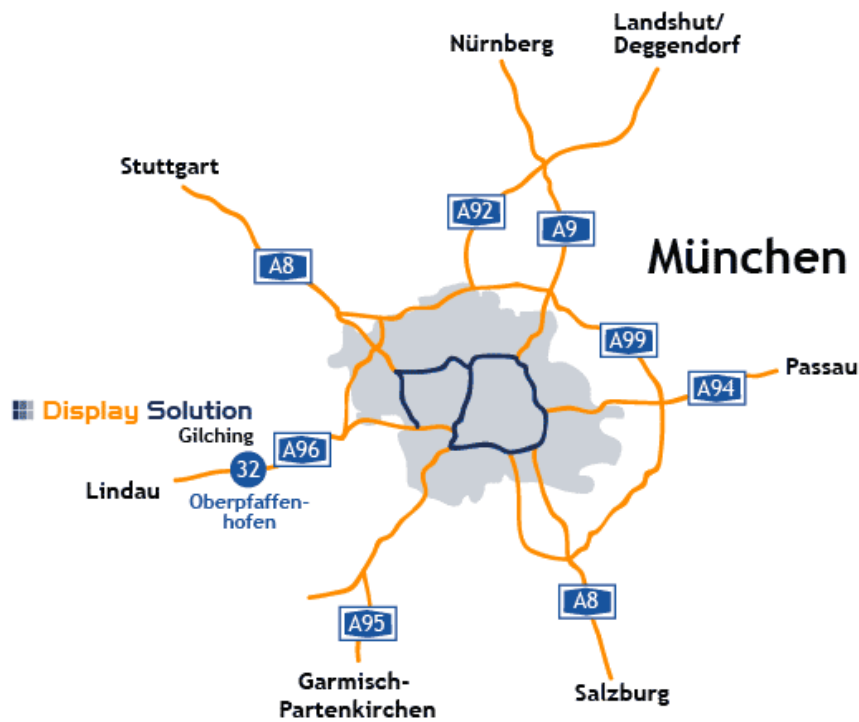 Landshut/
Deggendorf
Nürnberg
Stuttgart
A92
A9
München
A8
A99
Passau
A94
Display Solution
Gilching
A96
32
Lindau
Oberpfaffen-
hofen
A8
A95
Garmisch-
Partenkirchen
Salzburg